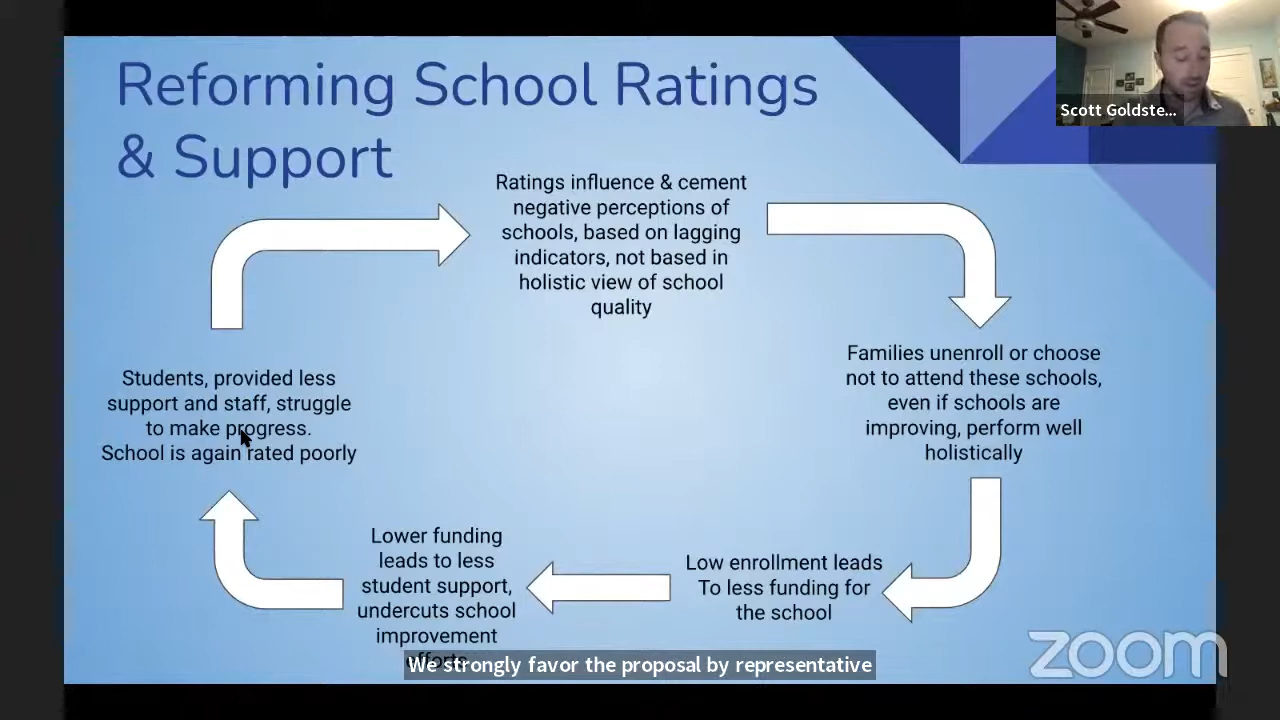 Reforming School Ratings
& Support
Scott Goldste...
Ratings influence & cement
negative perceptions of
schools, based on lagging
indicators, not based in
holistic view of school
quality
Families unenroll or choose
not to attend these schools,
even if schools are
improving, perform well
holistically
Low enrollment leads
To less funding for
the school
Lower funding
leads to less
student support,
undercuts school
improvement
efforts
Students, provided less
support and staff, struggle
to make progress.
School is again rated poorly
We strongly favor the proposal by representative
zoom